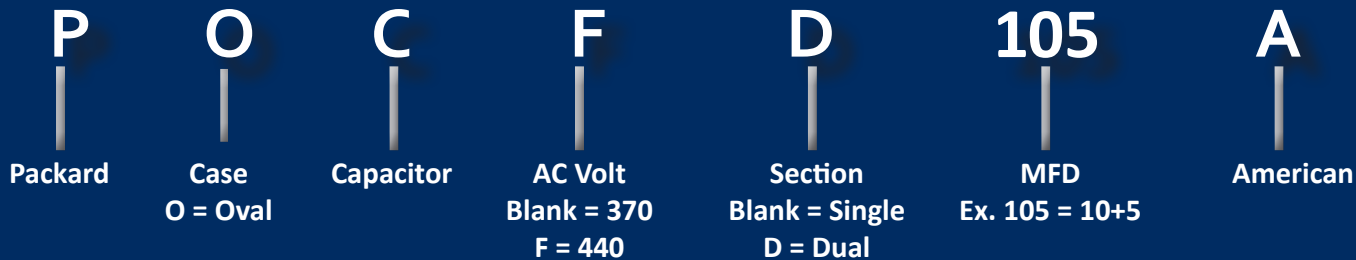 P O C F D 105 A
Packard Case Capacitor AC Volt Section MFD American
O = Oval Blank = 370 Blank = Single Ex. 105 = 10+5
F = 440 D = Dual